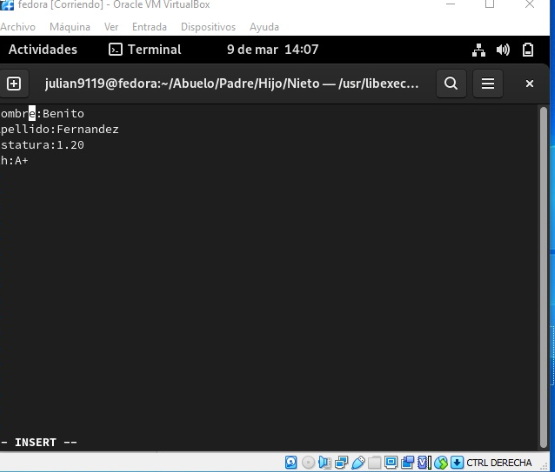 fedora [Corriendo] - Oracle VM VirtualBox
Archivo Máquina Ver Entrada Dispositivos Ayuda
Actividades Terminal 9 de mar 14:07
julian9119@fedora:~/Abuelo/Padre/Hijo/Nieto — /usr/libexec...
ombre:Benito
pellido:Fernandez
statura:1.20
h:A+
- INSERT --
CTRL DERECHA